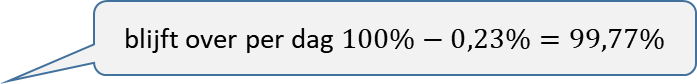 blijft over per dag 100% − 0,23% = 99,77%